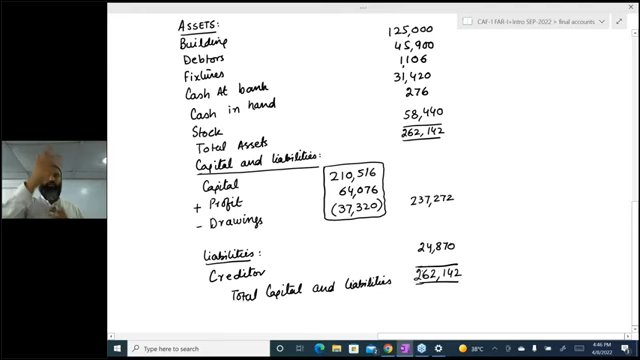 CAF-1 FAR-I+Intro SEP-2022 > final accounts
ASSETS:
Building 125,000
Debtors 45,900
Fixtures 1,106
Cash At bank 31,420
Cash in hand 276
Stock 58,440
Total Assets 262,142
Capital and liabilities:
Capital 210,516
+ Profit 64,076
- Drawings (37,320) 237,272
liabilities:
Creditor 24,870
Total Capital and liabilities 262,142
Type here to search
38°C
4:46 PM
4/8/2022